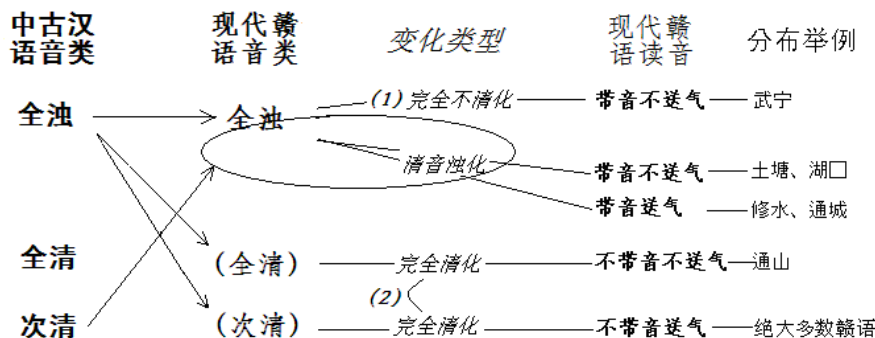 中古汉 现代赣 变化类型 现代赣 分布举例
语音类 语音类 语读音
全浊 全浊 (1)完全不清化 带音不送气 武宁
清音浊化 带音不送气 土塘、湖口
带音送气 修水、通城
全清 (全清) 完全清化 不带音不送气 通山
(2)
次清 (次清) 完全清化 不带音送气 绝大多数赣语